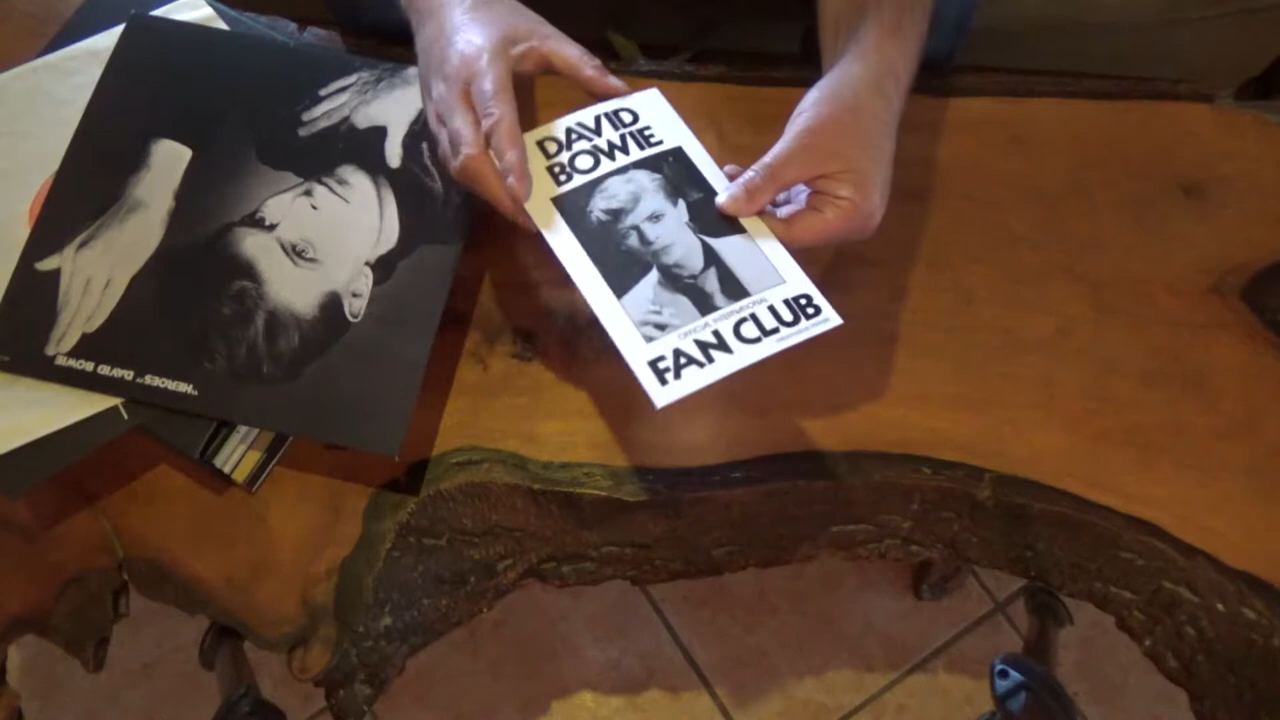 DAVID
BOWIE
OFFICIAL INTERNATIONAL
FAN CLUB
"HEROES" DAVID BOWIE